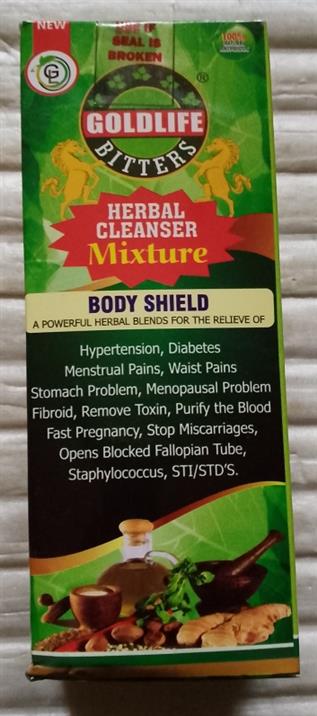 NEW
SEAL IS
BROKEN
100%
GL
GOLDLIFE
®
BITTERS
HERBAL
CLEANSER
Mixture
BODY SHIELD
A POWERFUL HERBAL BLENDS FOR THE RELIEVE OF
Hypertension, Diabetes
Menstrual Pains, Waist Pains
Stomach Problem, Menopausal Problem
Fibroid, Remove Toxin, Purify the Blood
Fast Pregnancy, Stop Miscarriages,
Opens Blocked Fallopian Tube,
Staphylococcus, STI/STD'S.